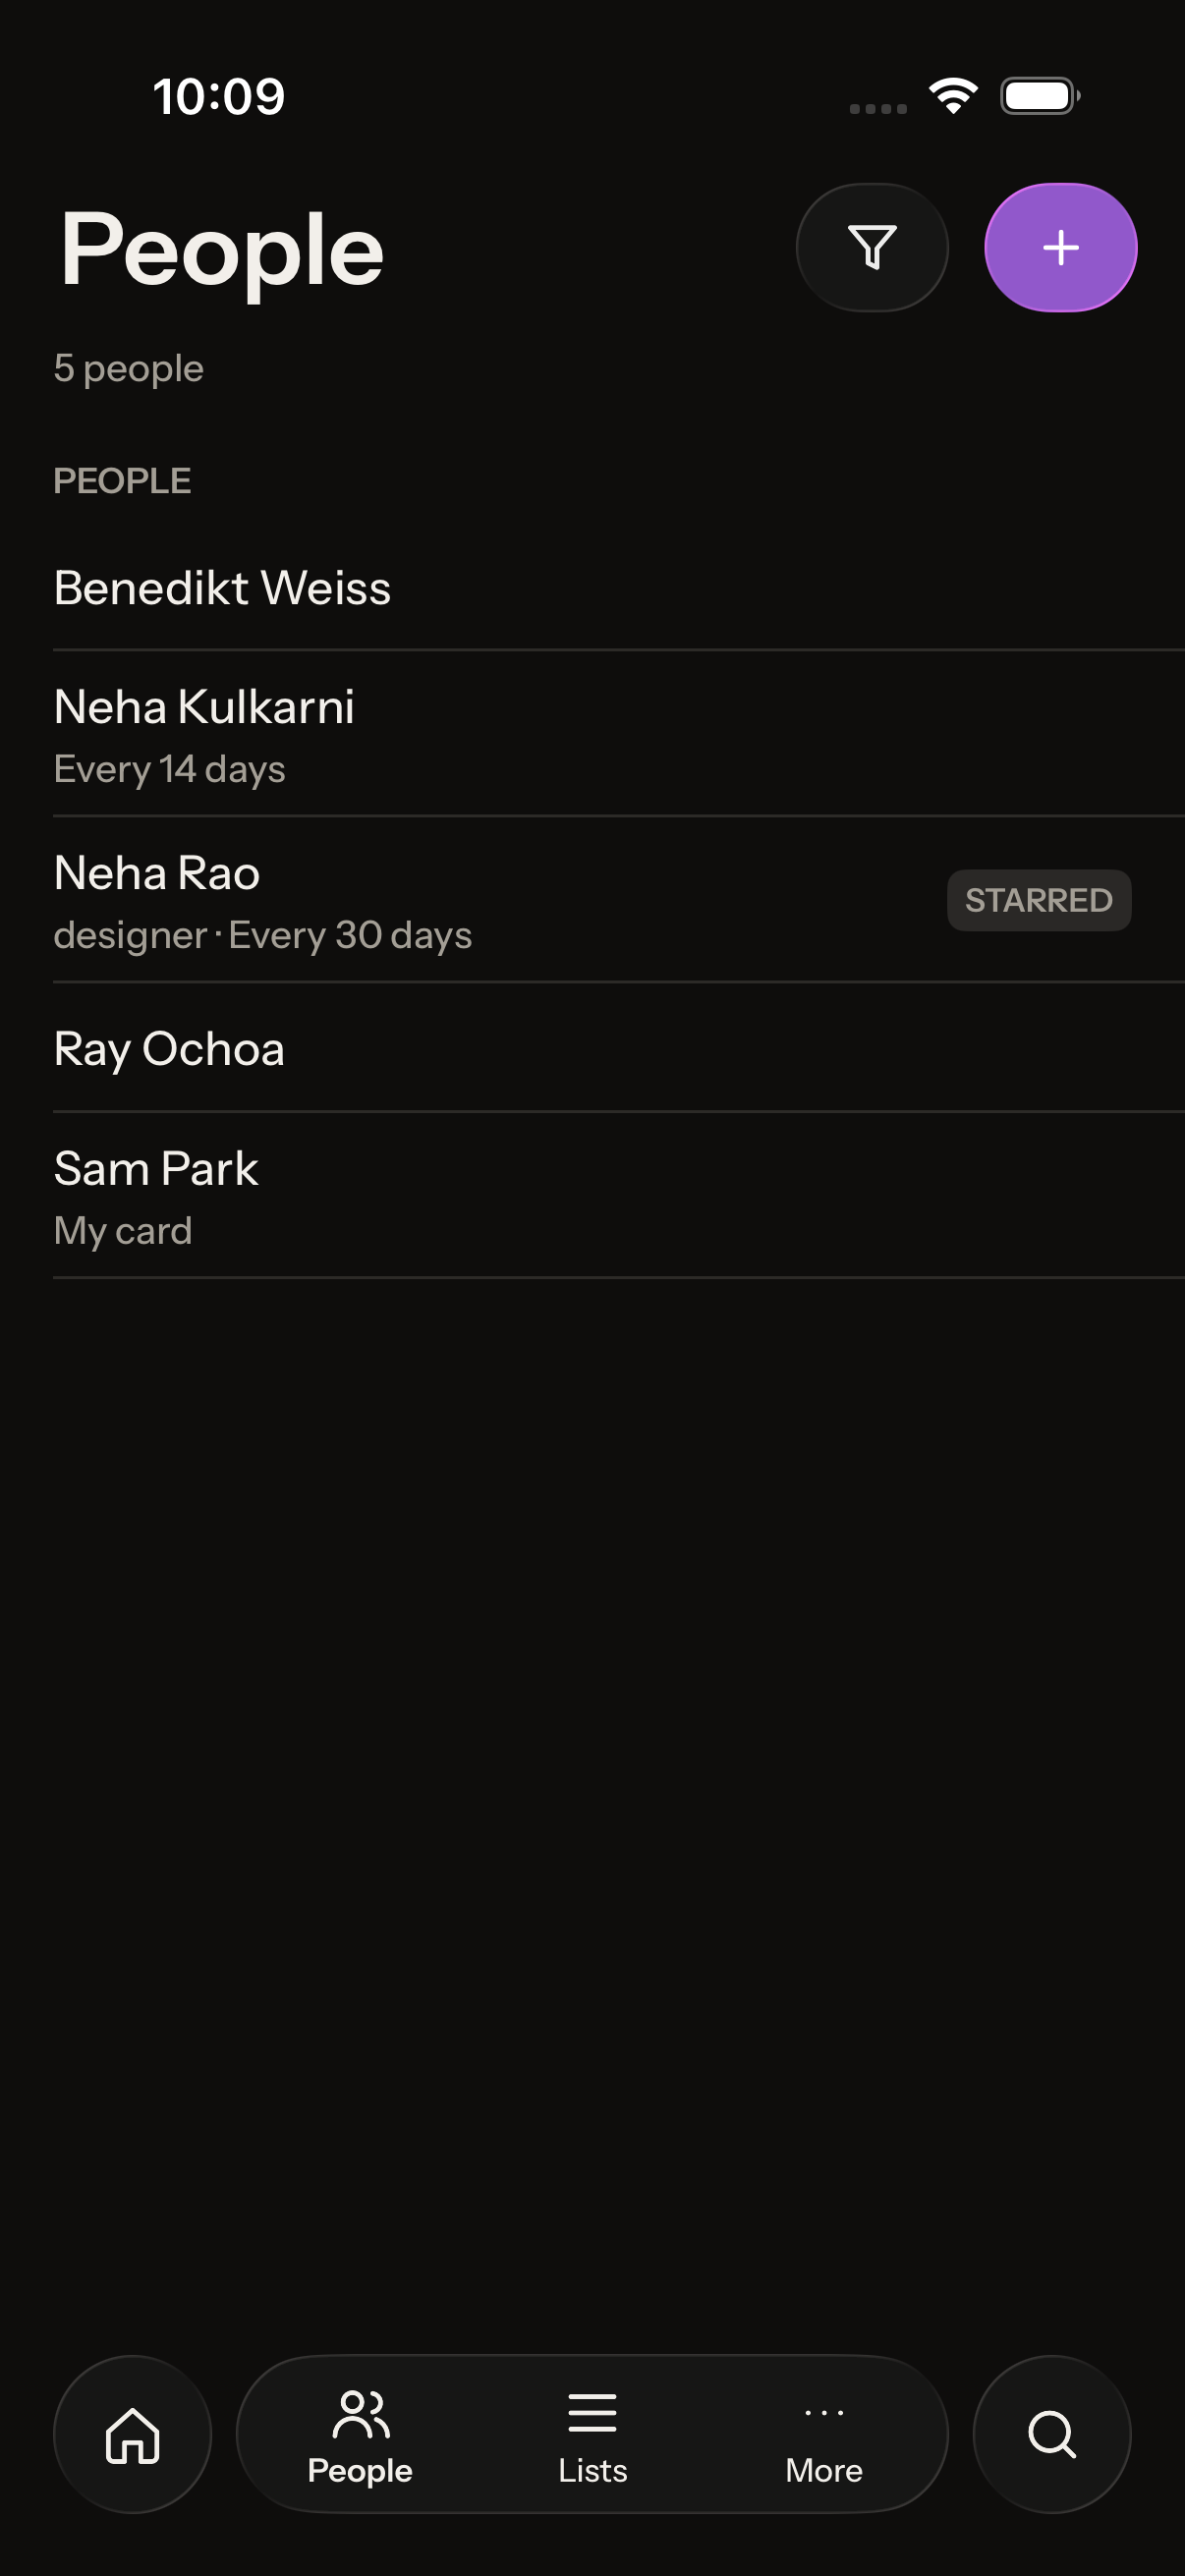 10:09
People
5 people
PEOPLE
Benedikt Weiss
Neha Kulkarni
Every 14 days
Neha Rao
designer · Every 30 days
STARRED
Ray Ochoa
Sam Park
My card
People
Lists
More